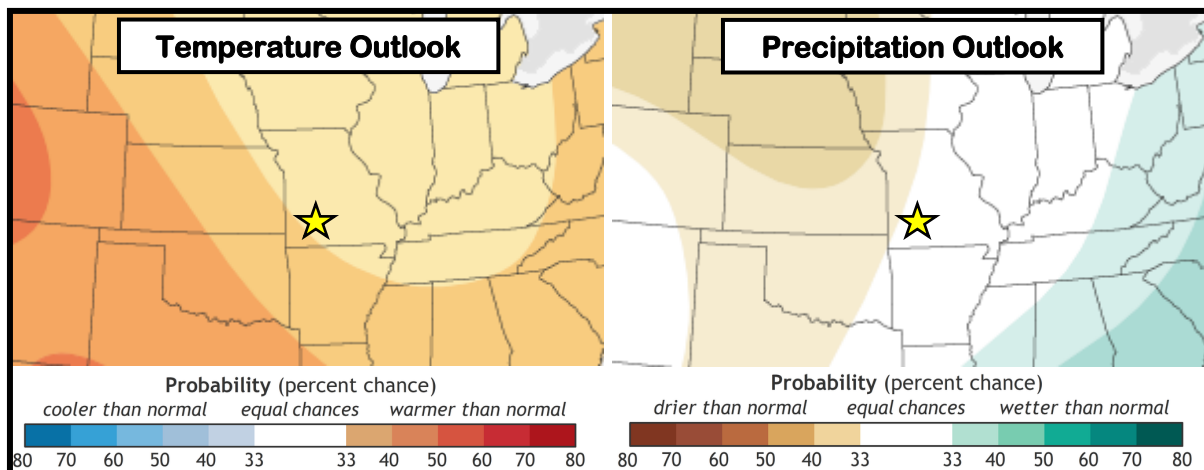 Temperature Outlook
Precipitation Outlook
Probability (percent chance)
cooler than normal equal chances warmer than normal
80 70 60 50 40 33 33 40 50 60 70 80
Probability (percent chance)
drier than normal equal chances wetter than normal
80 70 60 50 40 33 33 40 50 60 70 80